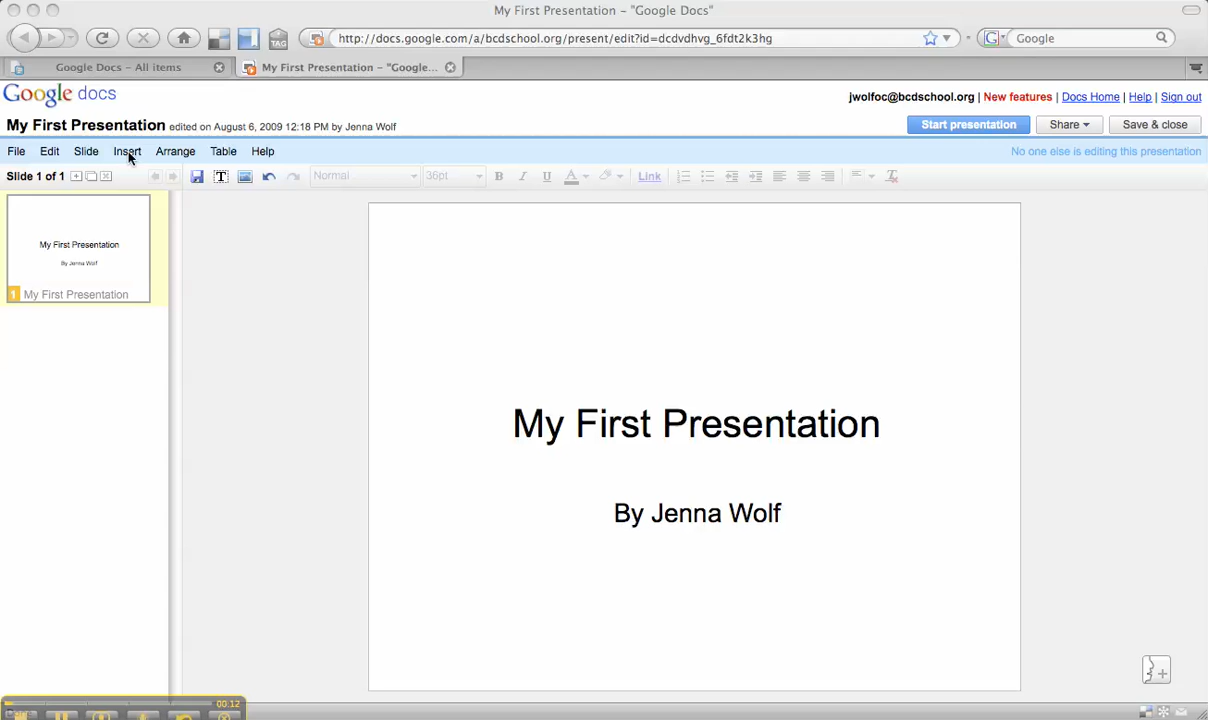 My First Presentation – "Google Docs"
http://docs.google.com/a/bcdschool.org/present/edit?id=dcdvdhvg_6fdt2k3hg
Google
TAG
Google Docs – All items
My First Presentation – "Google...
Google docs
jwolfoc@bcdschool.org | New features | Docs Home | Help | Sign out
My First Presentation edited on August 6, 2009 12:18 PM by Jenna Wolf
Start presentation
Share
Save & close
File Edit Slide Insert Arrange Table Help
No one else is editing this presentation
Slide 1 of 1
Normal
36pt
B I U A
Link
My First Presentation
By Jenna Wolf
1 My First Presentation
My First Presentation
By Jenna Wolf
00:12